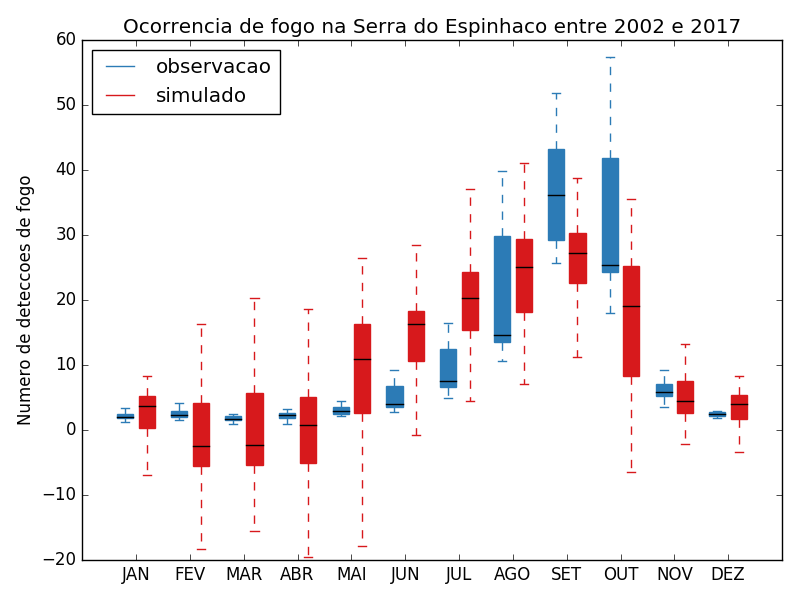 Ocorrencia de fogo na Serra do Espinhaco entre 2002 e 2017
observacao
simulado
Numero de deteccoes de fogo
60
50
40
30
20
10
0
−10
−20
JAN FEV MAR ABR MAI JUN JUL AGO SET OUT NOV DEZ